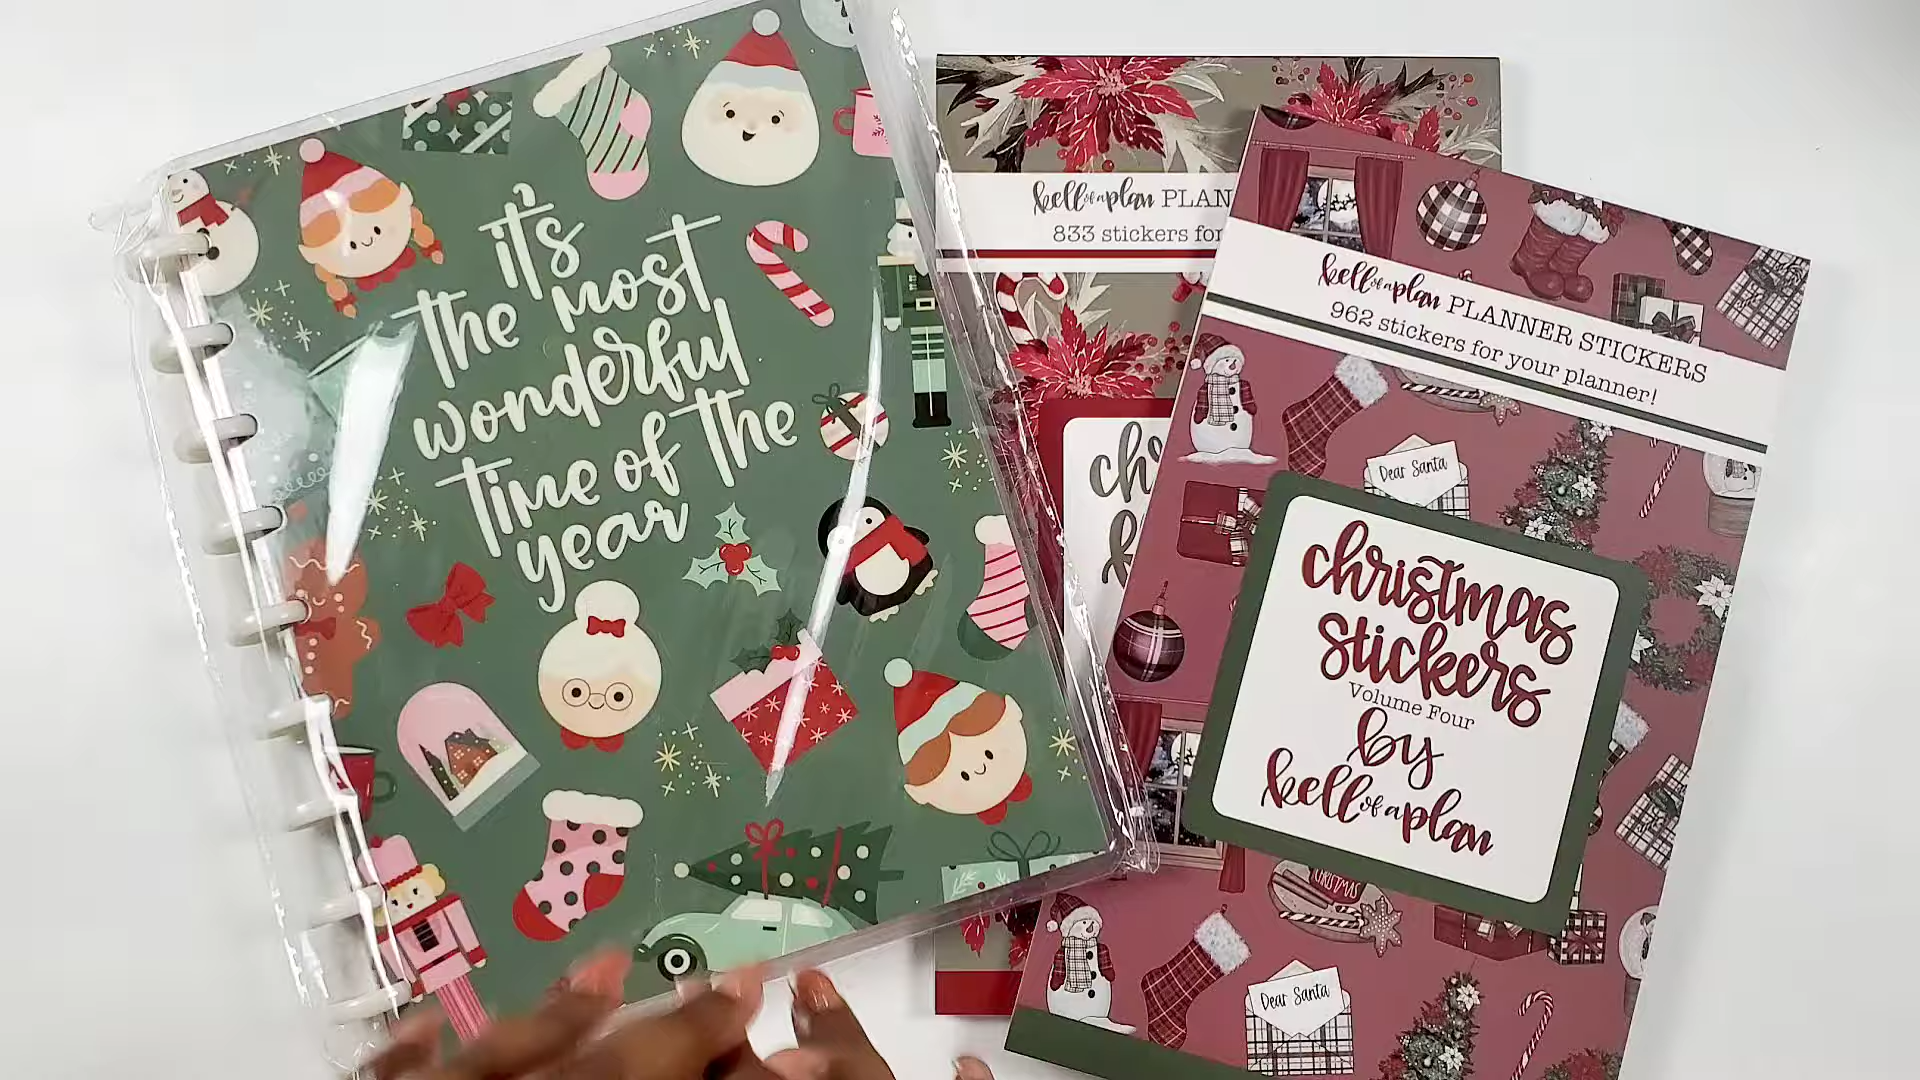 it's
the most
wonderful
time of the
year
kell of a plan PLAN
833 stickers for
kell of a plan PLANNER STICKERS
962 stickers for your planner!
Dear Santa
christmas
stickers
Volume Four
by
kell of a plan
CHRISTMAS
Dear Santa